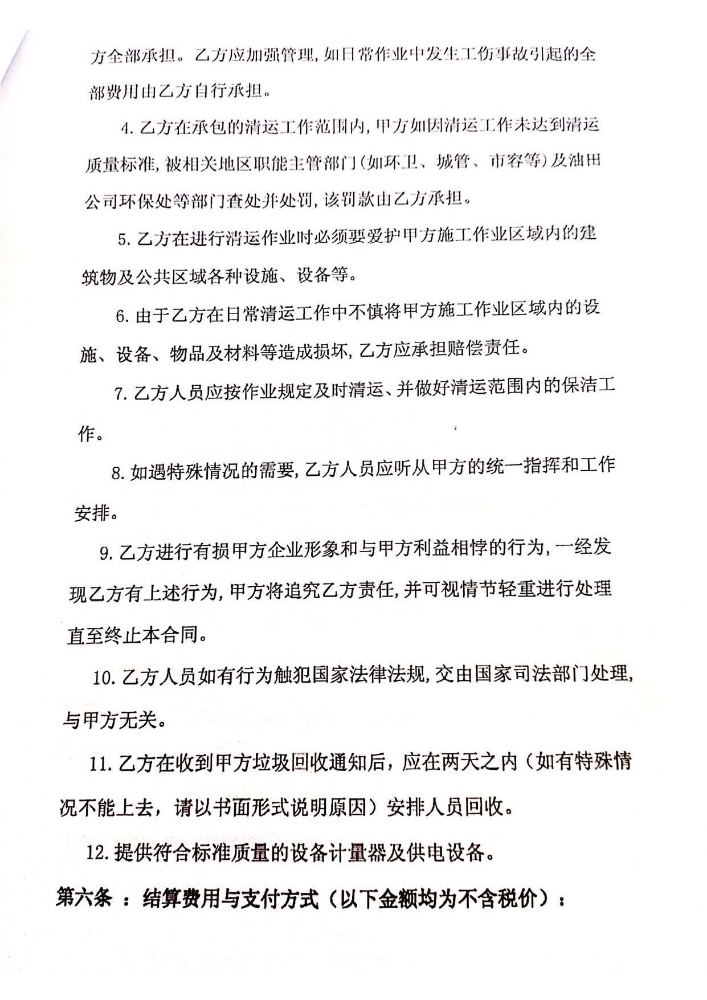 方全部承担。乙方应加强管理,如日常作业中发生工伤事故引起的全
部费用由乙方自行承担。
4.乙方在承包的清运工作范围内,甲方如因清运工作未达到清运
质量标准,被相关地区职能主管部门(如环卫、城管、市容等)及油田
公司环保处等部门查处并处罚,该罚款由乙方承担。
5.乙方在进行清运作业时必须要爱护甲方施工作业区域内的建
筑物及公共区域各种设施、设备等。
6.由于乙方在日常清运工作中不慎将甲方施工作业区域内的设
施、设备、物品及材料等造成损坏,乙方应承担赔偿责任。
7.乙方人员应按作业规定及时清运、并做好清运范围内的保洁工
作。
8.如遇特殊情况的需要,乙方人员应听从甲方的统一指挥和工作
安排。
9.乙方进行有损甲方企业形象和与甲方利益相悖的行为,一经发
现乙方有上述行为,甲方将追究乙方责任,并可视情节轻重进行处理
直至终止本合同。
10.乙方人员如有行为触犯国家法律法规,交由国家司法部门处理,
与甲方无关。
11.乙方在收到甲方垃圾回收通知后，应在两天之内（如有特殊情
况不能上去，请以书面形式说明原因）安排人员回收。
12.提供符合标准质量的设备计量器及供电设备。
第六条：结算费用与支付方式（以下金额均为不含税价）：